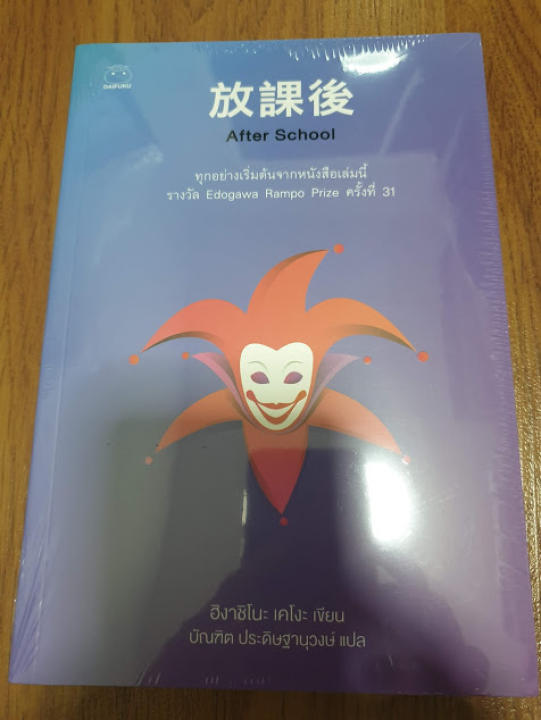 DAIFUKU
放課後
After School
ทุกอย่างเริ่มต้นจากหนังสือเล่มนี้
รางวัล Edogawa Rampo Prize ครั้งที่ 31
ฮิงาชิโนะ เคโงะ เขียน
บัณฑิต ประดิษฐานุวงษ์ แปล